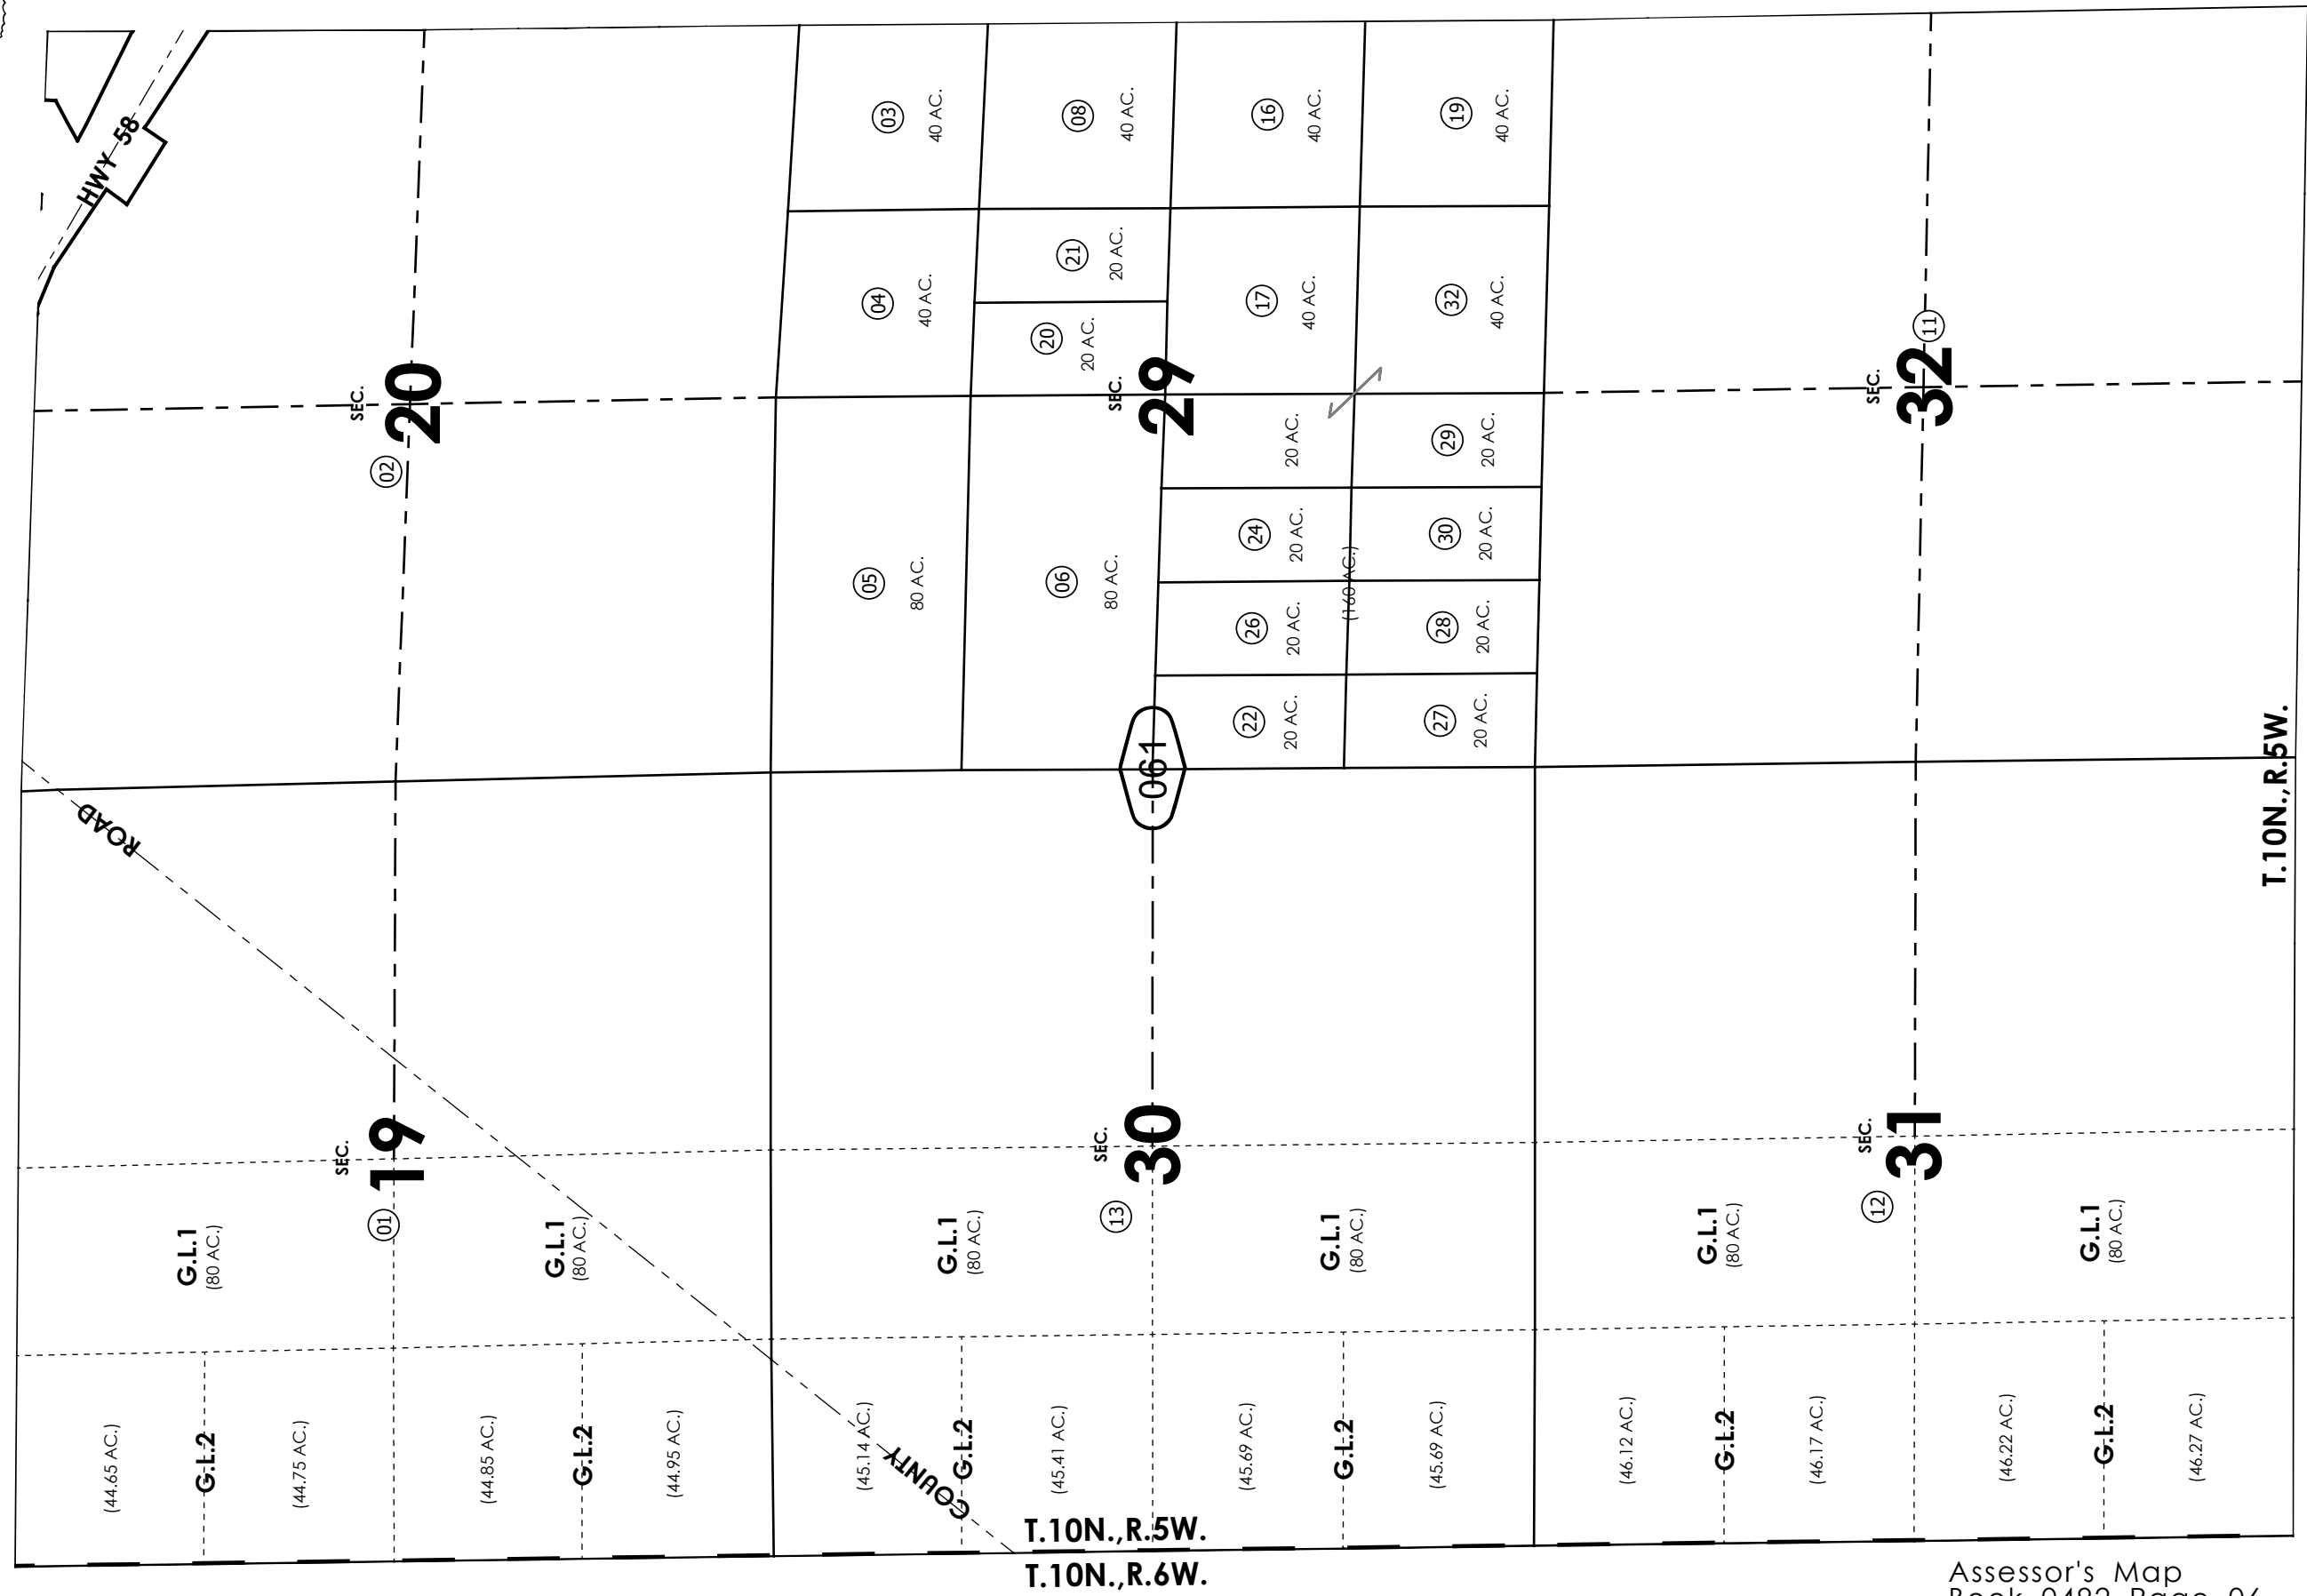 HWY 58
03
40 AC.
08
40 AC.
16
40 AC.
19
40 AC.
04
40 AC.
21
20 AC.
20
20 AC.
17
40 AC.
32
40 AC.
SEC.
20
02
SEC.
29
SEC.
32
11
05
80 AC.
06
80 AC.
20 AC.
29
20 AC.
24
20 AC.
30
20 AC.
(160 AC.)
26
20 AC.
28
20 AC.
22
20 AC.
27
20 AC.
061
ROAD
T.10N.,R.5W.
SEC.
19
01
SEC.
30
13
SEC.
31
12
G.L.1
(80 AC.)
G.L.1
(80 AC.)
G.L.1
(80 AC.)
G.L.1
(80 AC.)
G.L.1
(80 AC.)
G.L.1
(80 AC.)
(44.65 AC.)
G.L.2
(44.75 AC.)
(44.85 AC.)
G.L.2
(44.95 AC.)
(45.14 AC.)
COUNTY
G.L.2
(45.41 AC.)
(45.69 AC.)
G.L.2
(45.69 AC.)
(46.12 AC.)
G.L.2
(46.17 AC.)
(46.22 AC.)
G.L.2
(46.27 AC.)
T.10N.,R.5W.
T.10N.,R.6W.
Assessor's Map
Book 0492 Page 06